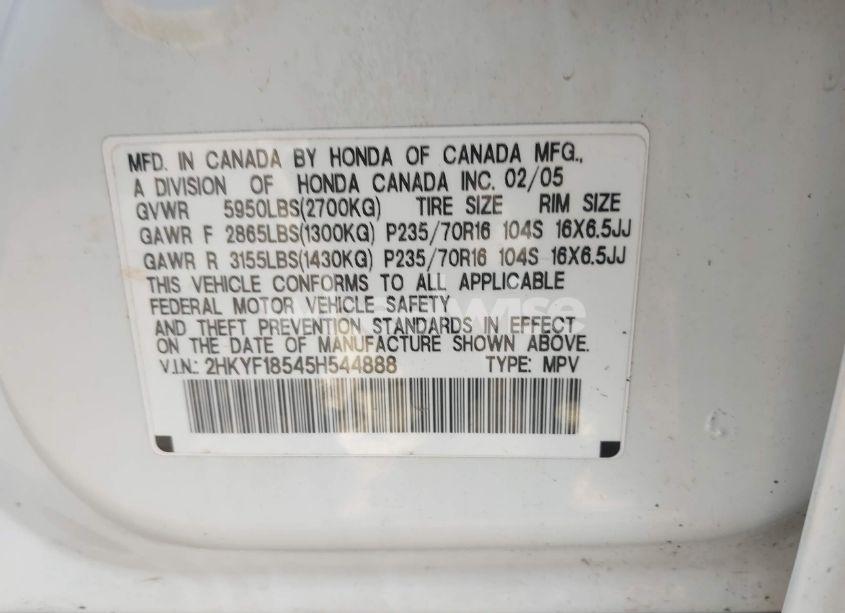 MFD. IN CANADA BY HONDA OF CANADA MFG.,
A DIVISION OF HONDA CANADA INC. 02/05
GVWR 5950LBS(2700KG) TIRE SIZE RIM SIZE
GAWR F 2865LBS(1300KG) P235/70R16 104S 16X6.5JJ
GAWR R 3155LBS(1430KG) P235/70R16 104S 16X6.5JJ
THIS VEHICLE CONFORMS TO ALL APPLICABLE
FEDERAL MOTOR VEHICLE SAFETY
AND THEFT PREVENTION STANDARDS IN EFFECT
ON THE DATE OF MANUFACTURE SHOWN ABOVE.
V.I.N.: 2HKYF18545H544888 TYPE: MPV